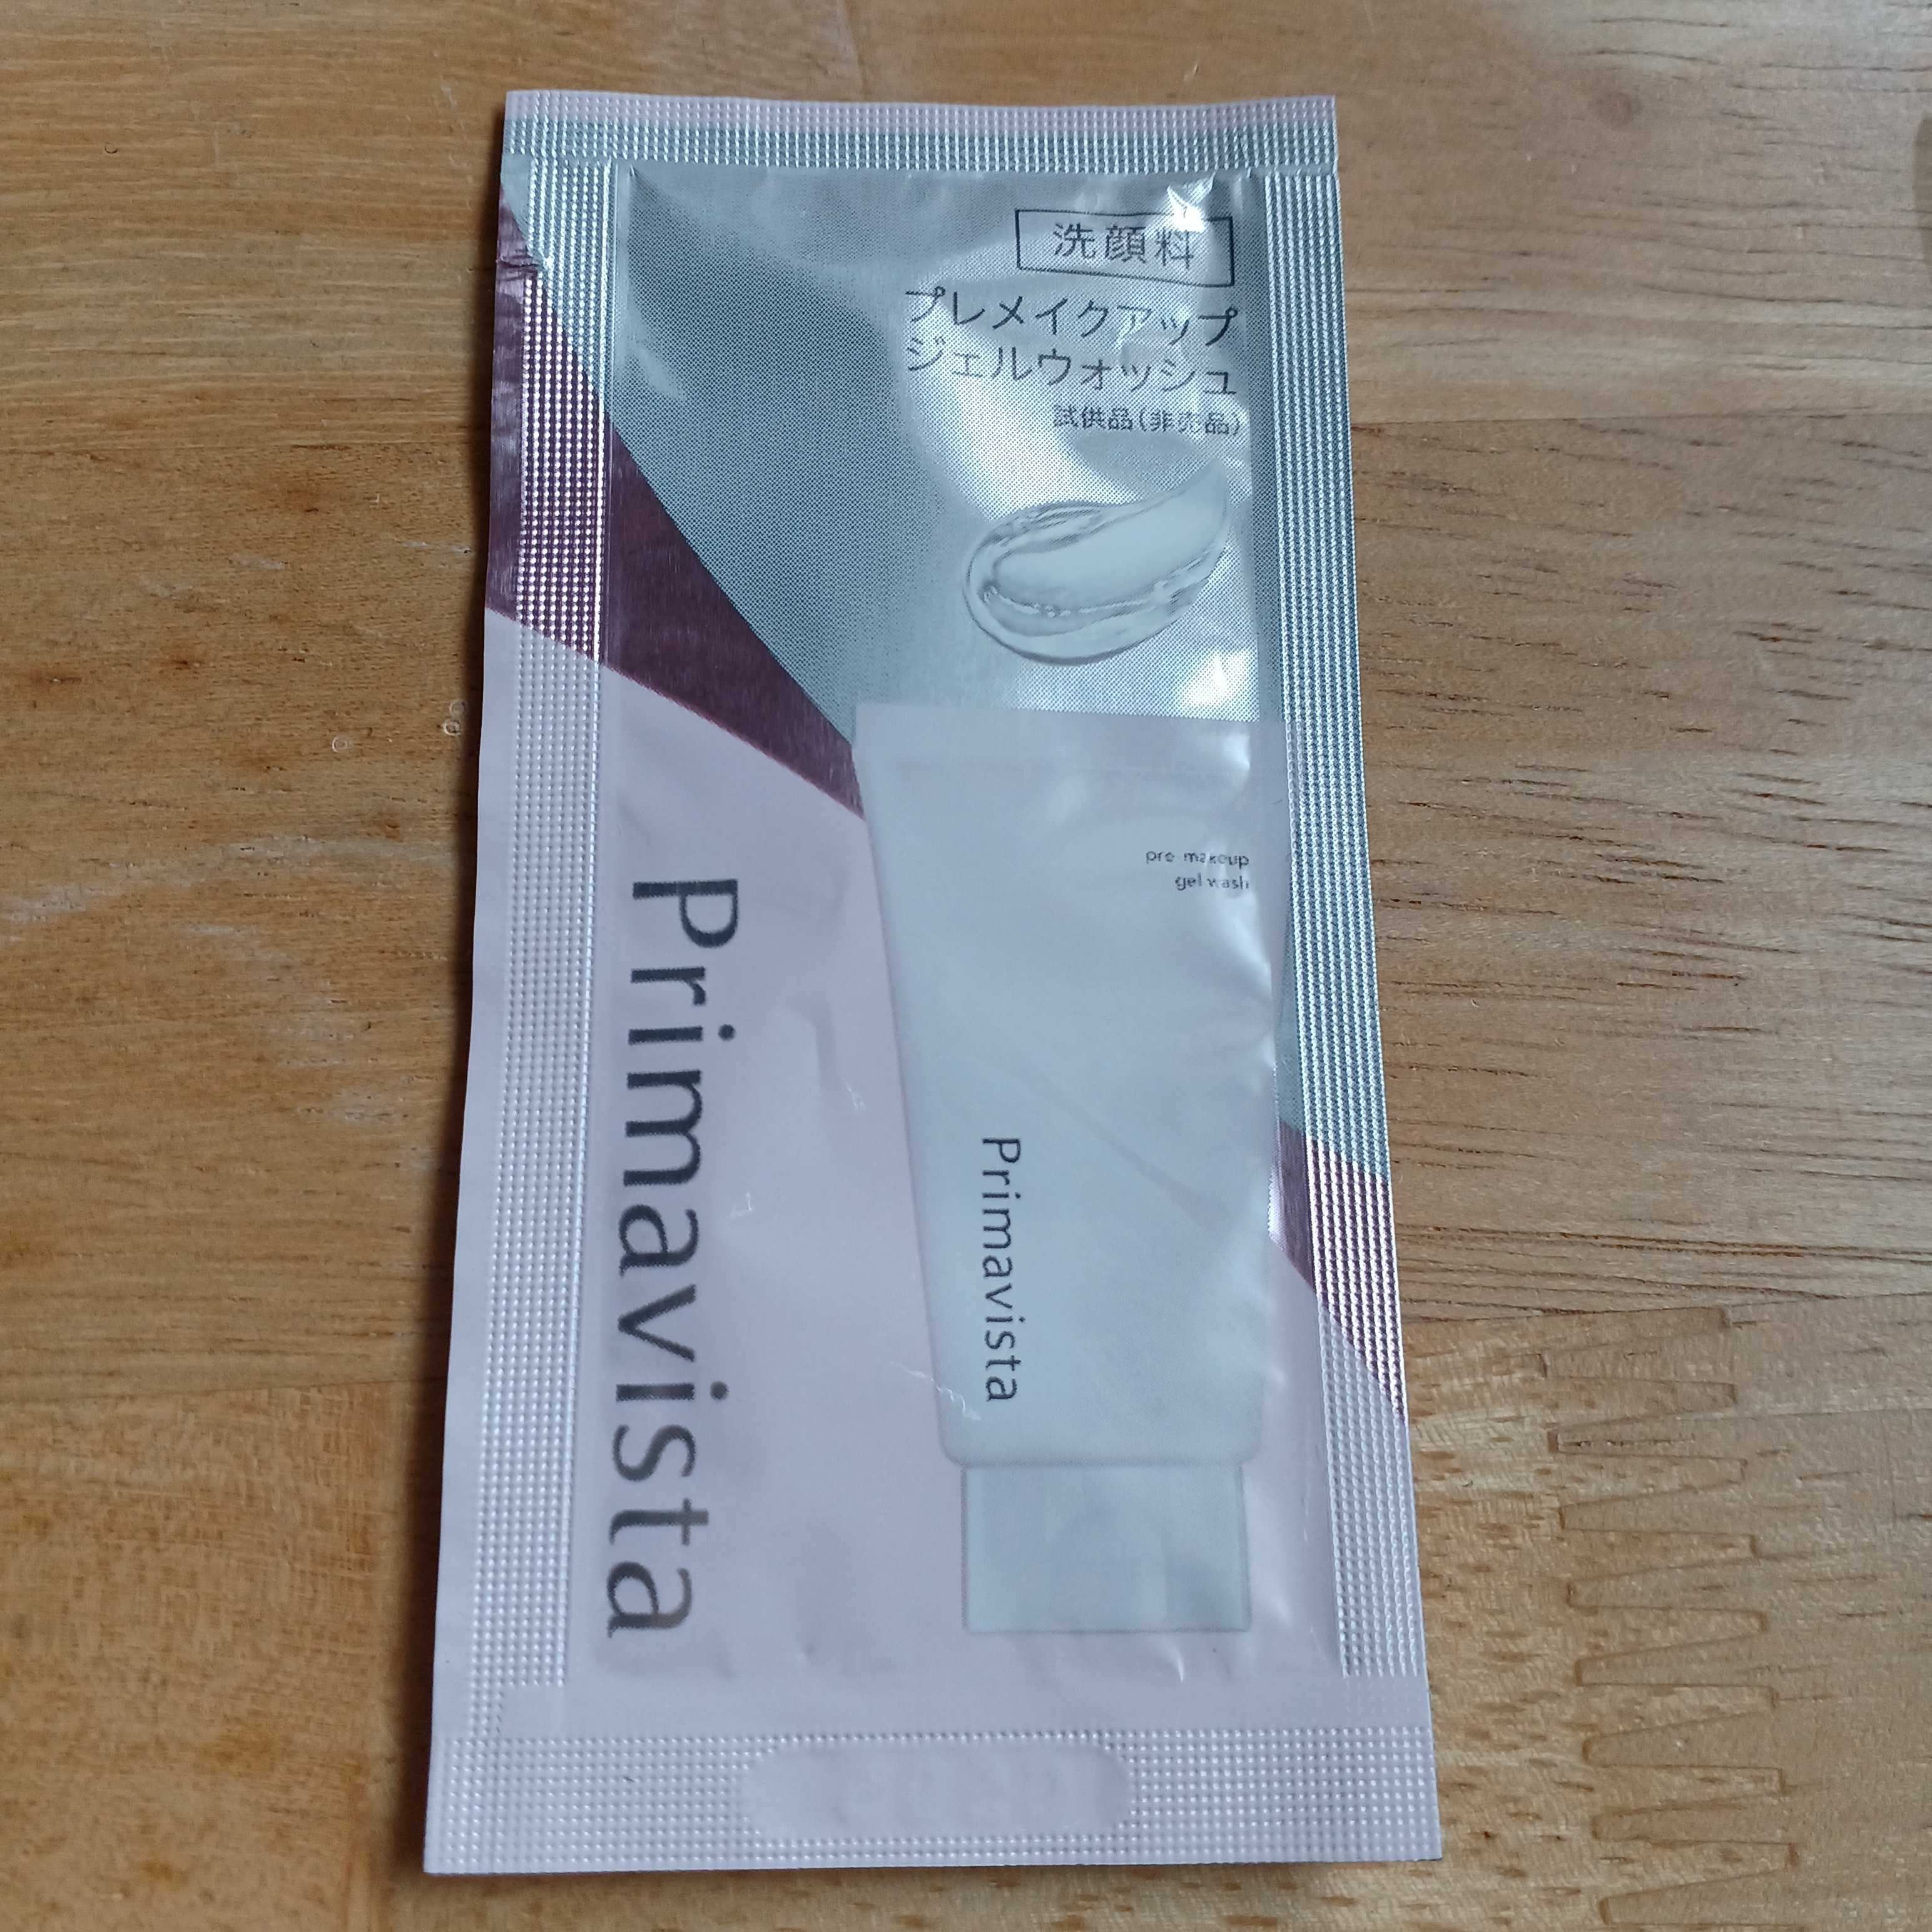 洗顔料
プレメイクアップ
ジェルウォッシュ
試供品(非売品)
pre makeup
gel wash
Primavista
Primavista